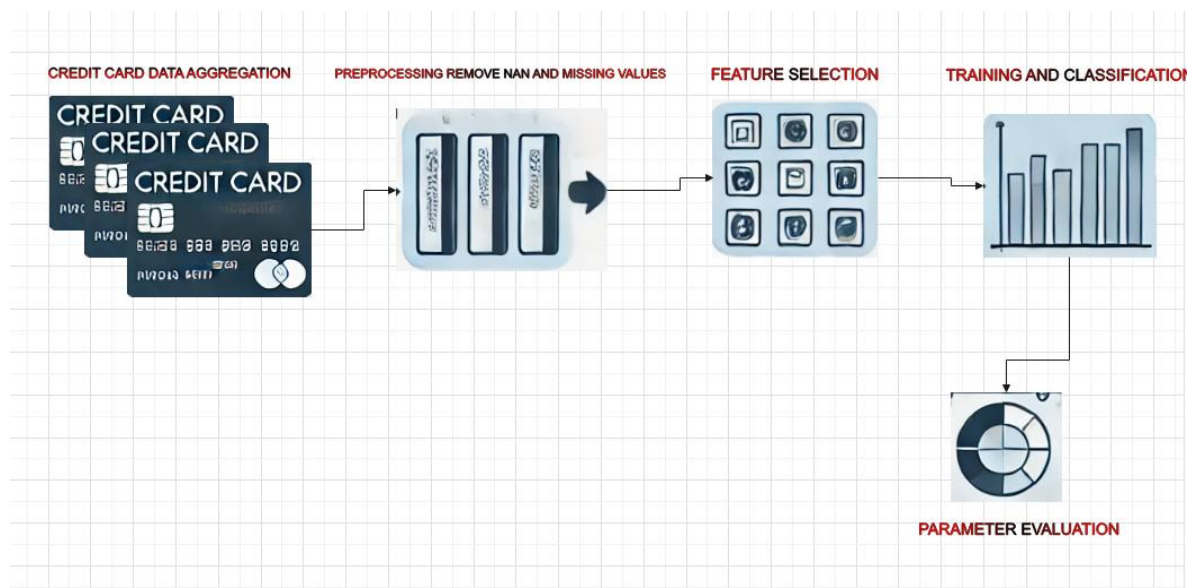 CREDIT CARD DATA AGGREGATION
PREPROCESSING REMOVE NAN AND MISSING VALUES
FEATURE SELECTION
TRAINING AND CLASSIFICATION
CREDIT CARD
CREDIT CARD
CREDIT CARD
PARAMETER EVALUATION